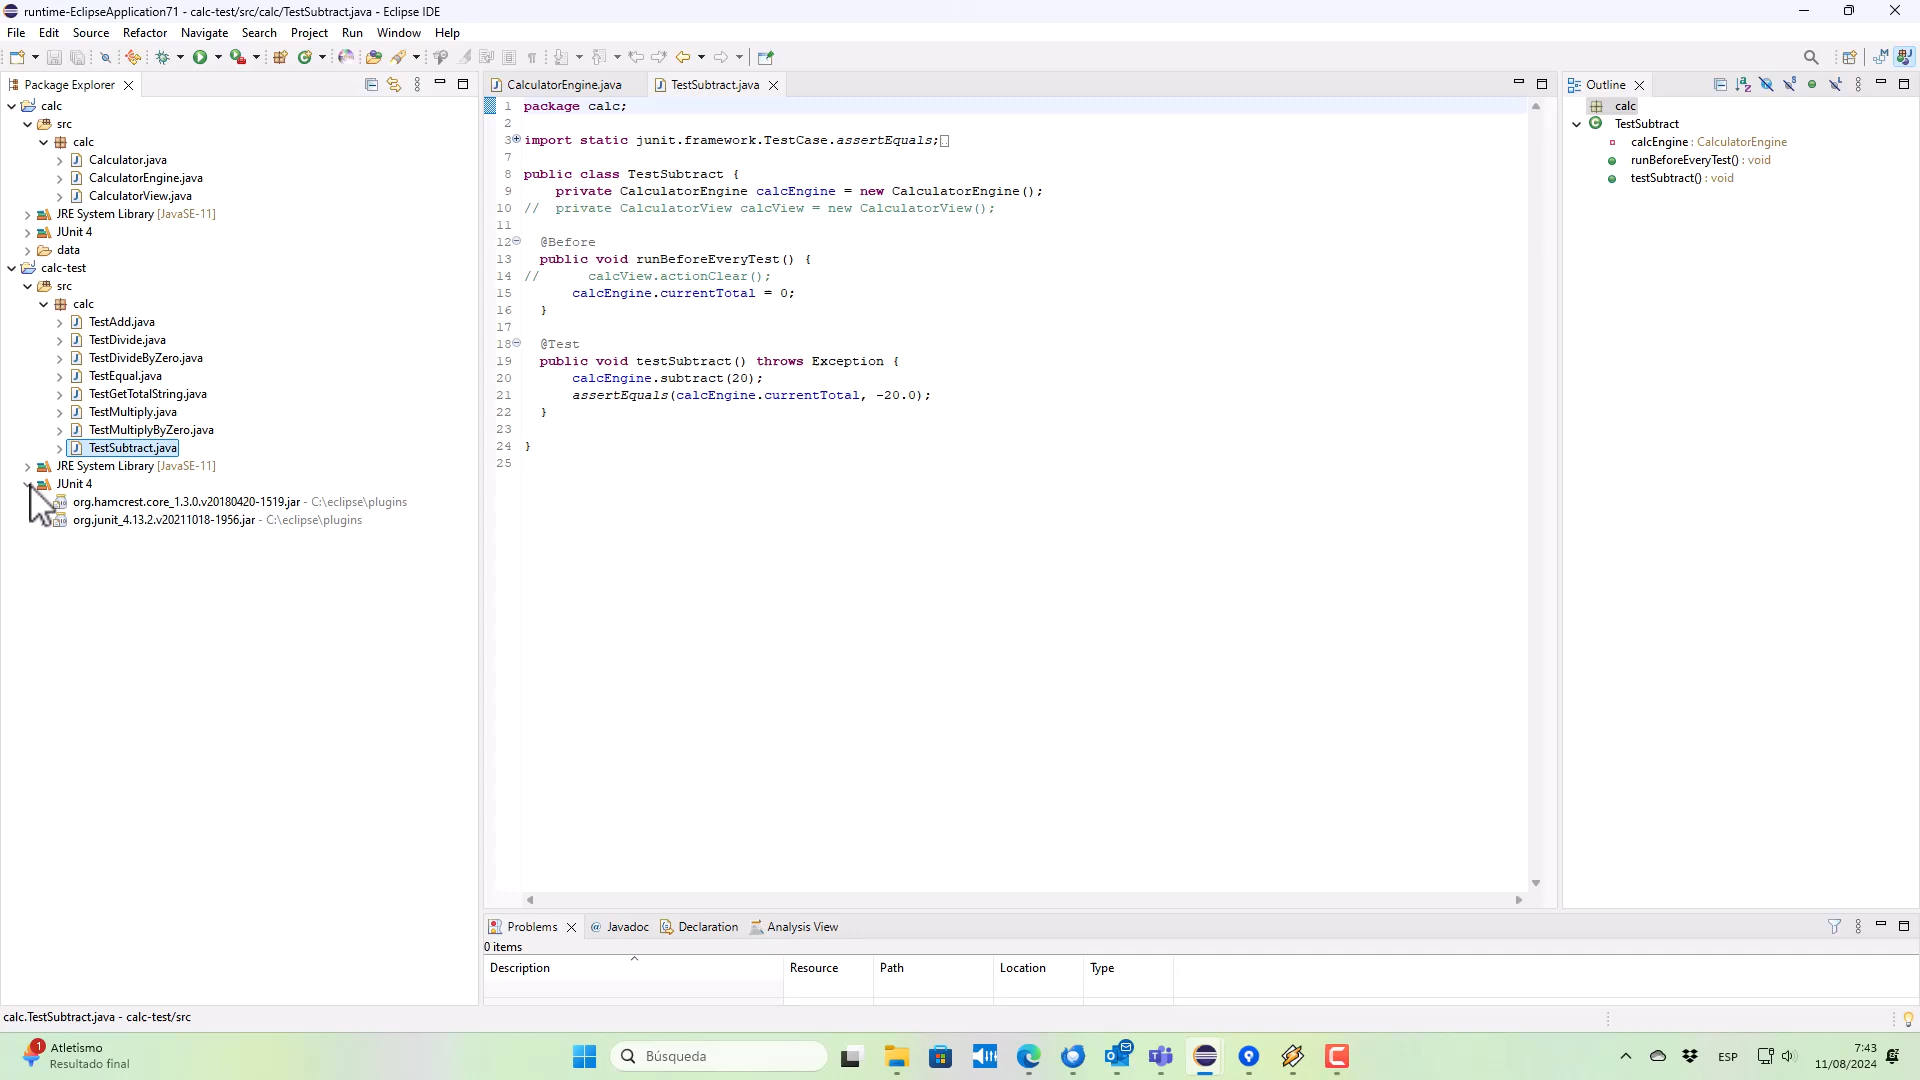 runtime-EclipseApplication71 - calc-test/src/calc/TestSubtract.java - Eclipse IDE
File Edit Source Refactor Navigate Search Project Run Window Help
Package Explorer
calc
src
calc
Calculator.java
CalculatorEngine.java
CalculatorView.java
JRE System Library [JavaSE-11]
JUnit 4
data
calc-test
src
calc
TestAdd.java
TestDivide.java
TestDivideByZero.java
TestEqual.java
TestGetTotalString.java
TestMultiply.java
TestMultiplyByZero.java
TestSubtract.java
JRE System Library [JavaSE-11]
JUnit 4
org.hamcrest.core_1.3.0.v20180420-1519.jar - C:\eclipse\plugins
org.junit_4.13.2.v20211018-1956.jar - C:\eclipse\plugins
CalculatorEngine.java TestSubtract.java
1 package calc;
2
3 import static junit.framework.TestCase.assertEquals;
7
8 public class TestSubtract {
9 private CalculatorEngine calcEngine = new CalculatorEngine();
10 // private CalculatorView calcView = new CalculatorView();
11
12 @Before
13 public void runBeforeEveryTest() {
14 // calcView.actionClear();
15 calcEngine.currentTotal = 0;
16 }
17
18 @Test
19 public void testSubtract() throws Exception {
20 calcEngine.subtract(20);
21 assertEquals(calcEngine.currentTotal, -20.0);
22 }
23
24 }
25
Outline
calc
TestSubtract
calcEngine : CalculatorEngine
runBeforeEveryTest() : void
testSubtract() : void
Problems @ Javadoc Declaration Analysis View
0 items
Description Resource Path Location Type
calc.TestSubtract.java - calc-test/src
1
Atletismo
Resultado final
Búsqueda
ESP
7:43
11/08/2024